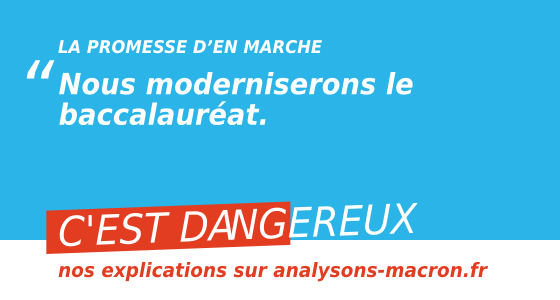 LA PROMESSE D’EN MARCHE
“ Nous moderniserons le
baccalauréat.
C'EST DANGEREUX
nos explications sur analysons-macron.fr